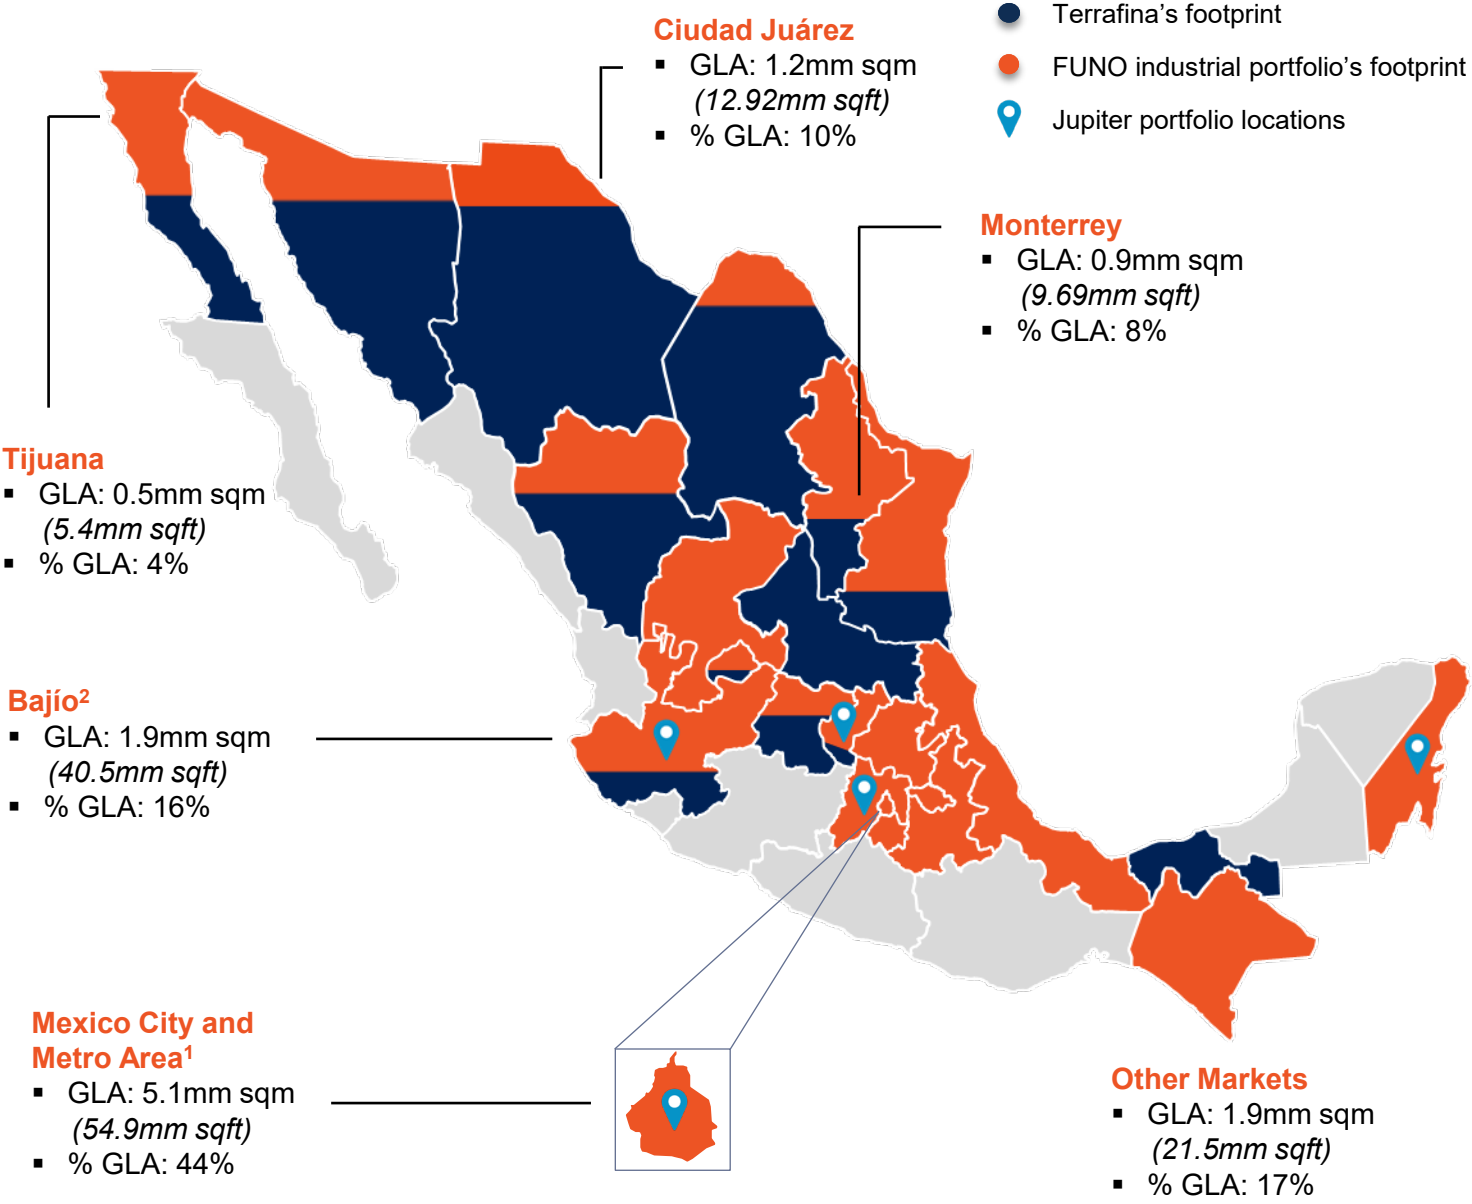 Terrafina’s footprint
FUNO industrial portfolio’s footprint
Jupiter portfolio locations
Ciudad Juárez
▪ GLA: 1.2mm sqm
(12.92mm sqft)
▪ % GLA: 10%
Monterrey
▪ GLA: 0.9mm sqm
(9.69mm sqft)
▪ % GLA: 8%
Tijuana
▪ GLA: 0.5mm sqm
(5.4mm sqft)
▪ % GLA: 4%
Bajío²
▪ GLA: 1.9mm sqm
(40.5mm sqft)
▪ % GLA: 16%
Mexico City and
Metro Area¹
▪ GLA: 5.1mm sqm
(54.9mm sqft)
▪ % GLA: 44%
Other Markets
▪ GLA: 1.9mm sqm
(21.5mm sqft)
▪ % GLA: 17%